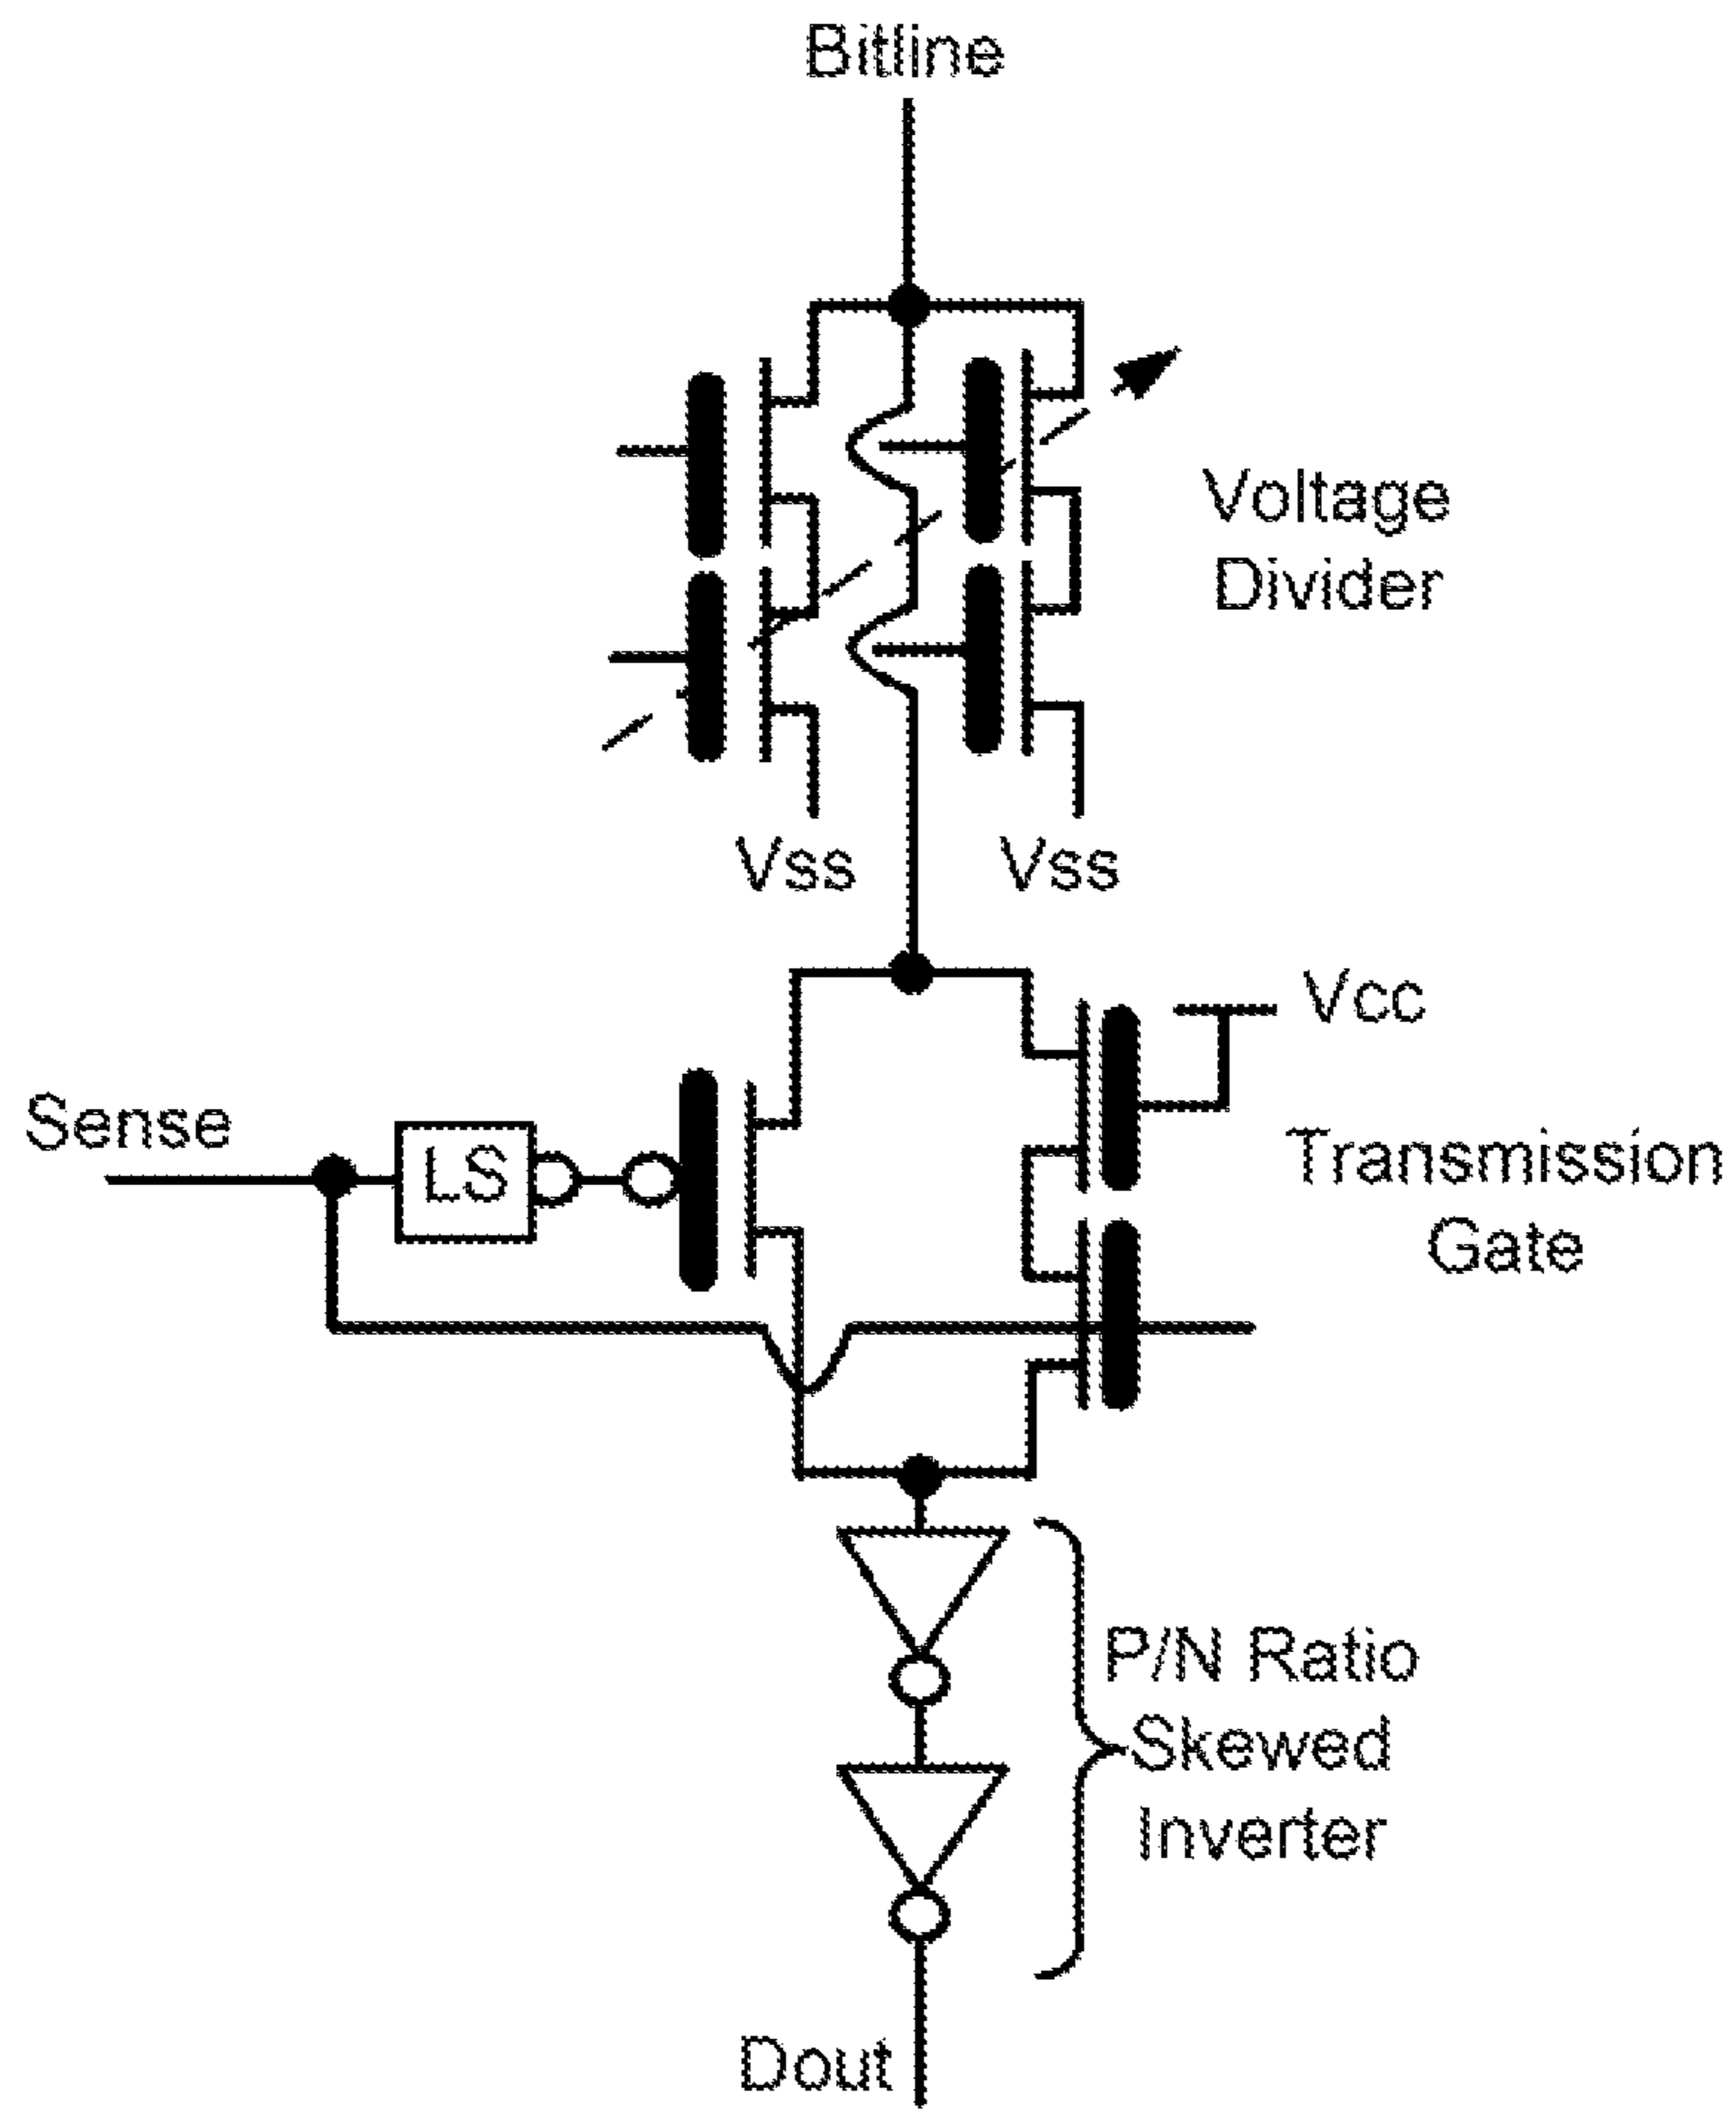 Bitline
Voltage
Divider
Vss
Vss
Vcc
Sense
LS
Transmission
Gate
P/N Ratio
Skewed
Inverter
Dout